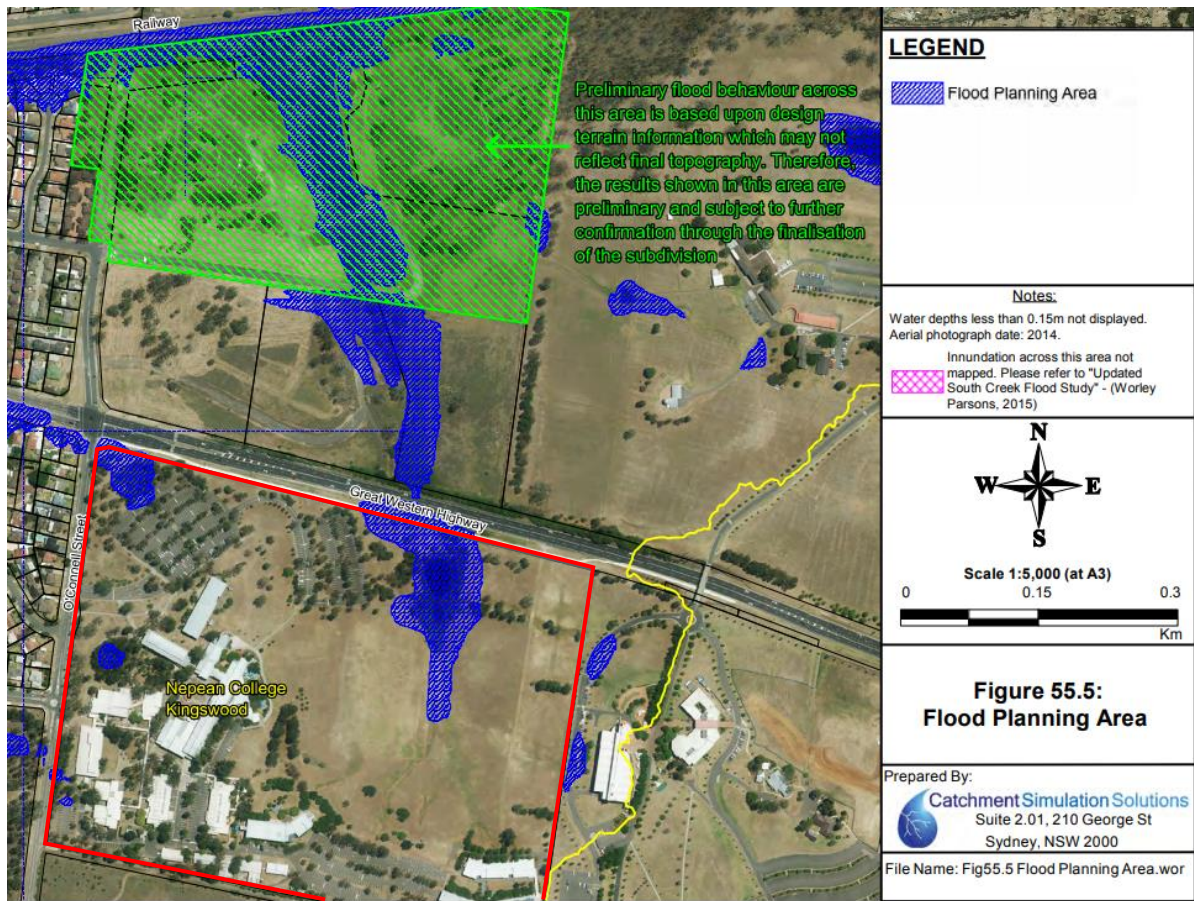 Railway
Preliminary flood behaviour across
this area is based upon design
terrain information which may not
reflect final topography. Therefore,
the results shown in this area are
preliminary and subject to further
confirmation through the finalisation
of the subdivision
Great Western Highway
O'Connell Street
Nepean College
Kingswood
LEGEND
Flood Planning Area
Notes:
Water depths less than 0.15m not displayed.
Aerial photograph date: 2014.
Innundation across this area not
mapped. Please refer to "Updated
South Creek Flood Study" - (Worley
Parsons, 2015)
N
W E
S
Scale 1:5,000 (at A3)
0 0.15 0.3
Km
Figure 55.5:
Flood Planning Area
Prepared By:
Catchment Simulation Solutions
Suite 2.01, 210 George St
Sydney, NSW 2000
File Name: Fig55.5 Flood Planning Area.wor